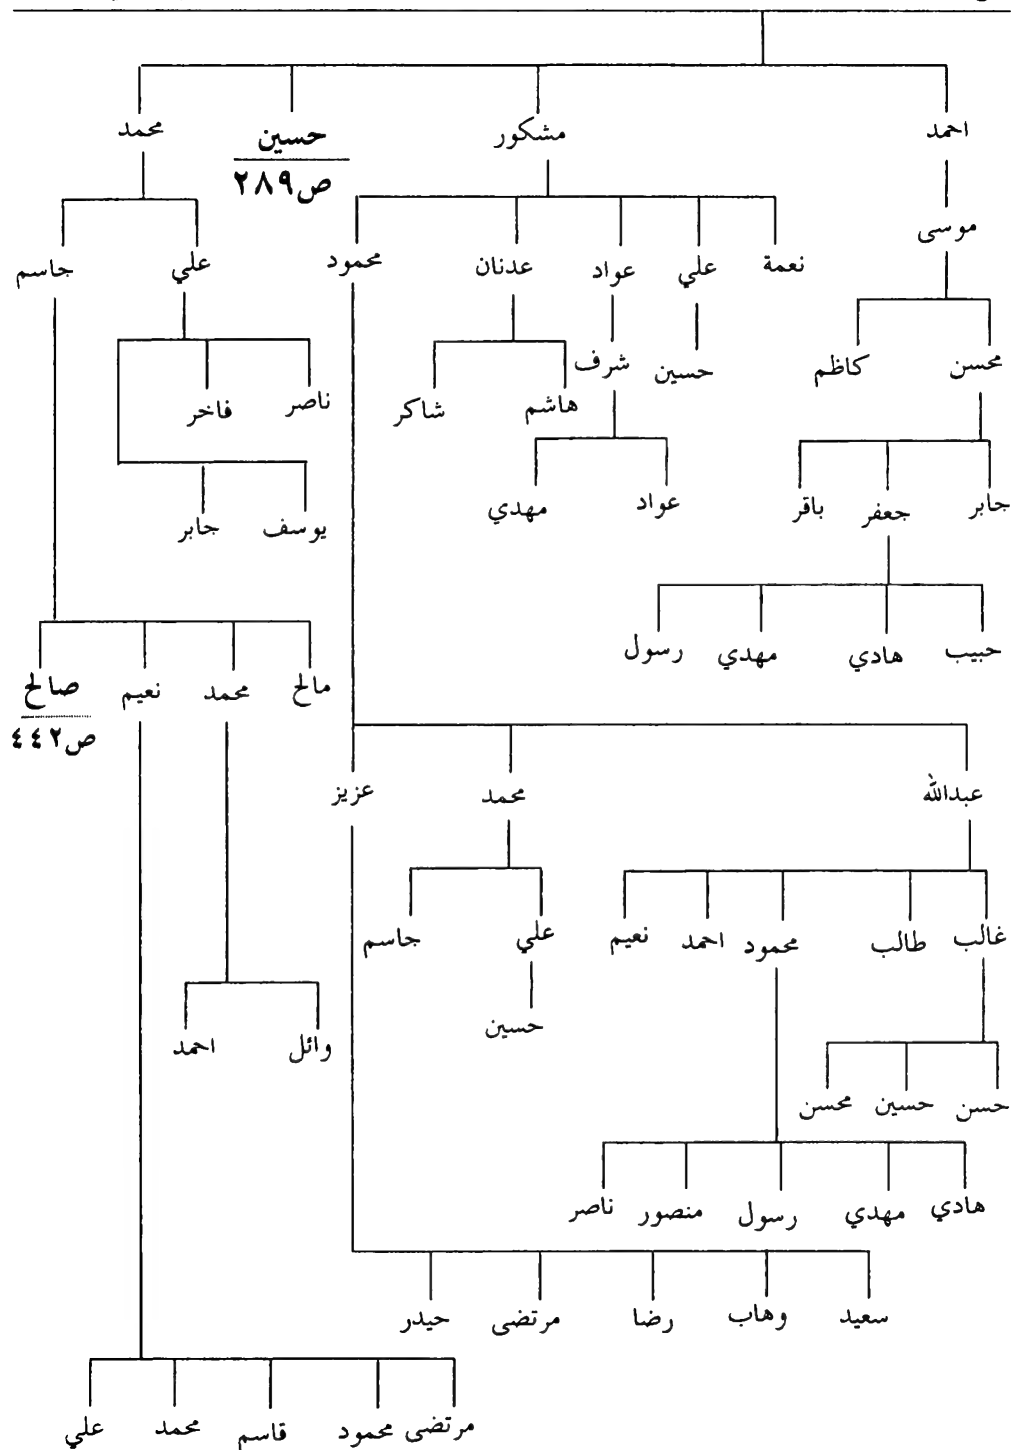 احمد مشكور حسين محمد
ص٢٨٩
موسى
نعمة علي عواد عدنان محمود علي جاسم
محسن كاظم حسين شرف هاشم شاكر ناصر فاخر
جابر جعفر باقر عواد مهدي يوسف جابر
حبيب هادي مهدي رسول
مالح محمد نعيم صالح
ص٤٤٢
عبدالله محمد عزيز
غالب طالب محمود احمد نعيم علي جاسم
حسين وائل احمد
حسن حسين محسن
هادي مهدي رسول منصور ناصر
سعيد وهاب رضا مرتضى حيدر
مرتضى محمود قاسم محمد علي